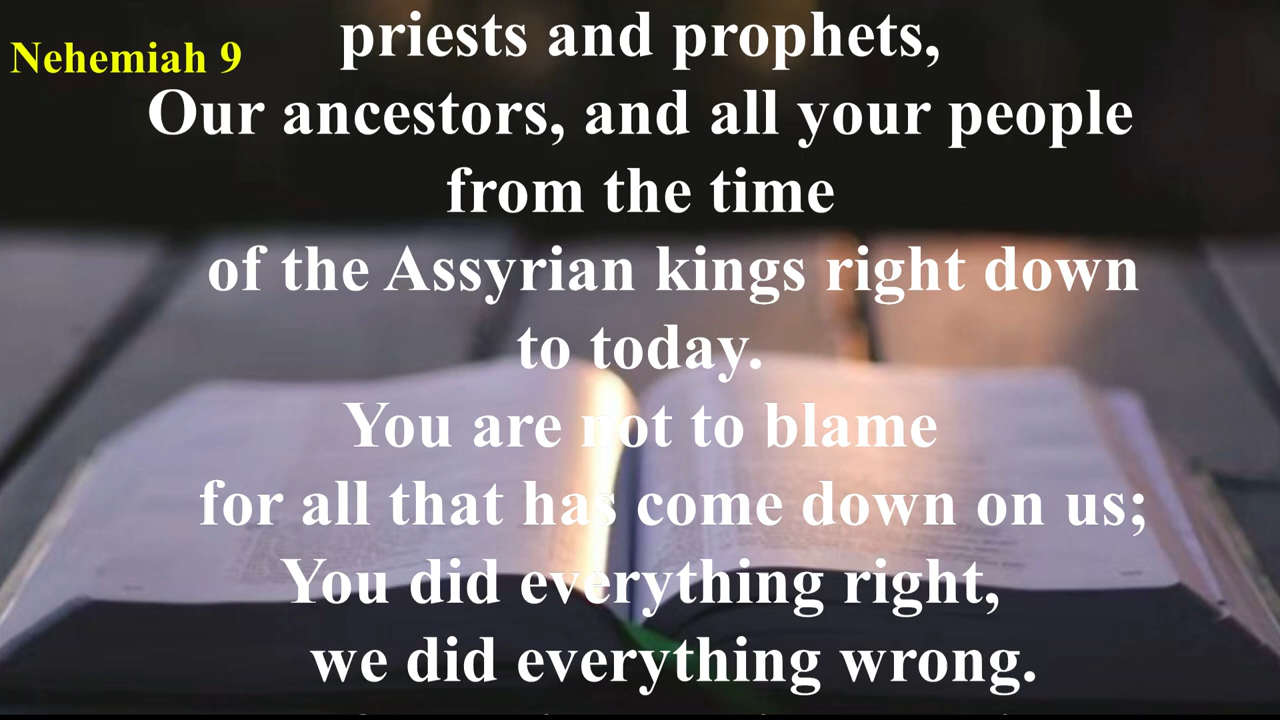 Nehemiah 9
priests and prophets,
Our ancestors, and all your people
from the time
of the Assyrian kings right down
to today.
You are not to blame
for all that has come down on us;
You did everything right,
we did everything wrong.